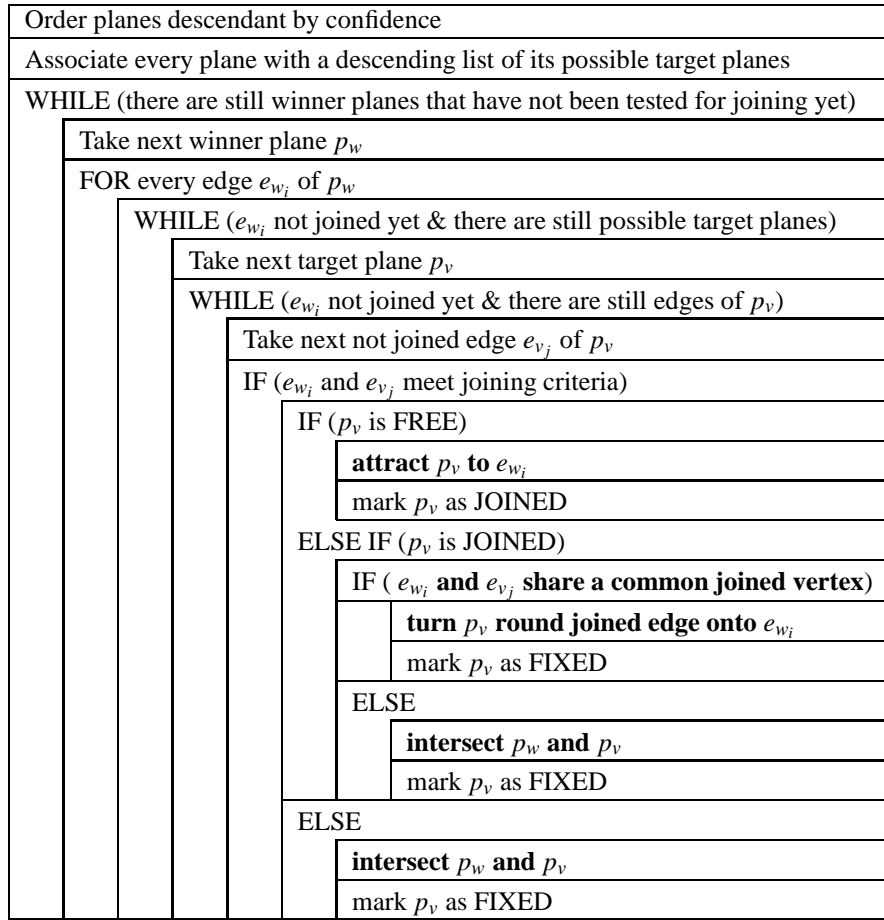 Order planes descendant by confidence
Associate every plane with a descending list of its possible target planes
WHILE (there are still winner planes that have not been tested for joining yet)
Take next winner plane p_w
FOR every edge e_{w_i} of p_w
WHILE (e_{w_i} not joined yet & there are still possible target planes)
Take next target plane p_v
WHILE (e_{w_i} not joined yet & there are still edges of p_v)
Take next not joined edge e_{v_j} of p_v
IF (e_{w_i} and e_{v_j} meet joining criteria)
IF (p_v is FREE)
attract p_v to e_{w_i}
mark p_v as JOINED
ELSE IF (p_v is JOINED)
IF ( e_{w_i} and e_{v_j} share a common joined vertex)
turn p_v round joined edge onto e_{w_i}
mark p_v as FIXED
ELSE
intersect p_w and p_v
mark p_v as FIXED
ELSE
intersect p_w and p_v
mark p_v as FIXED